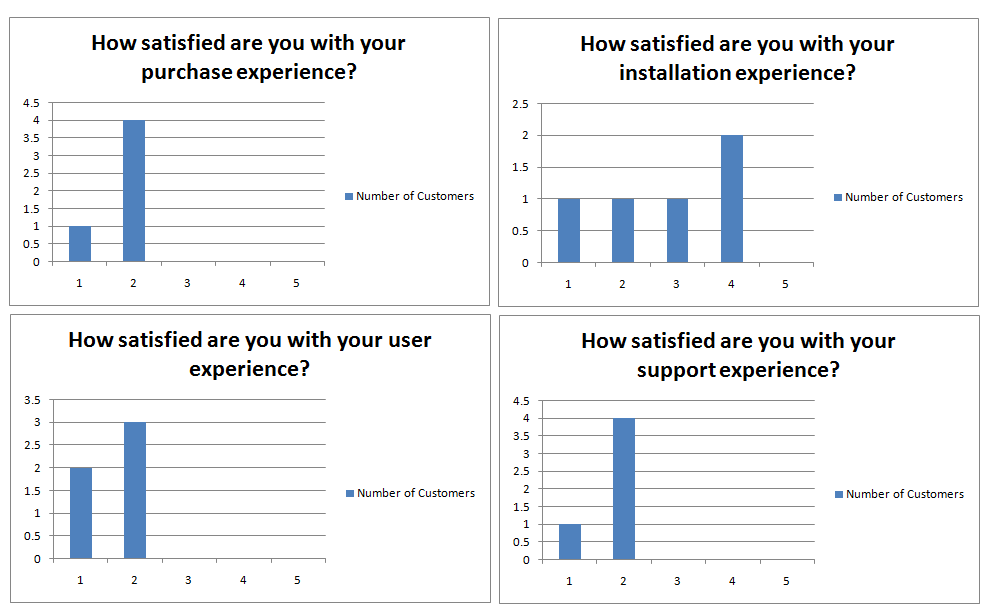 How satisfied are you with your
purchase experience?
4.5
4
3.5
3
2.5
2
1.5
1
0.5
0
1 2 3 4 5
Number of Customers
How satisfied are you with your
installation experience?
2.5
2
1.5
1
0.5
0
1 2 3 4 5
Number of Customers
How satisfied are you with your user
experience?
3.5
3
2.5
2
1.5
1
0.5
0
1 2 3 4 5
Number of Customers
How satisfied are you with your
support experience?
4.5
4
3.5
3
2.5
2
1.5
1
0.5
0
1 2 3 4 5
Number of Customers